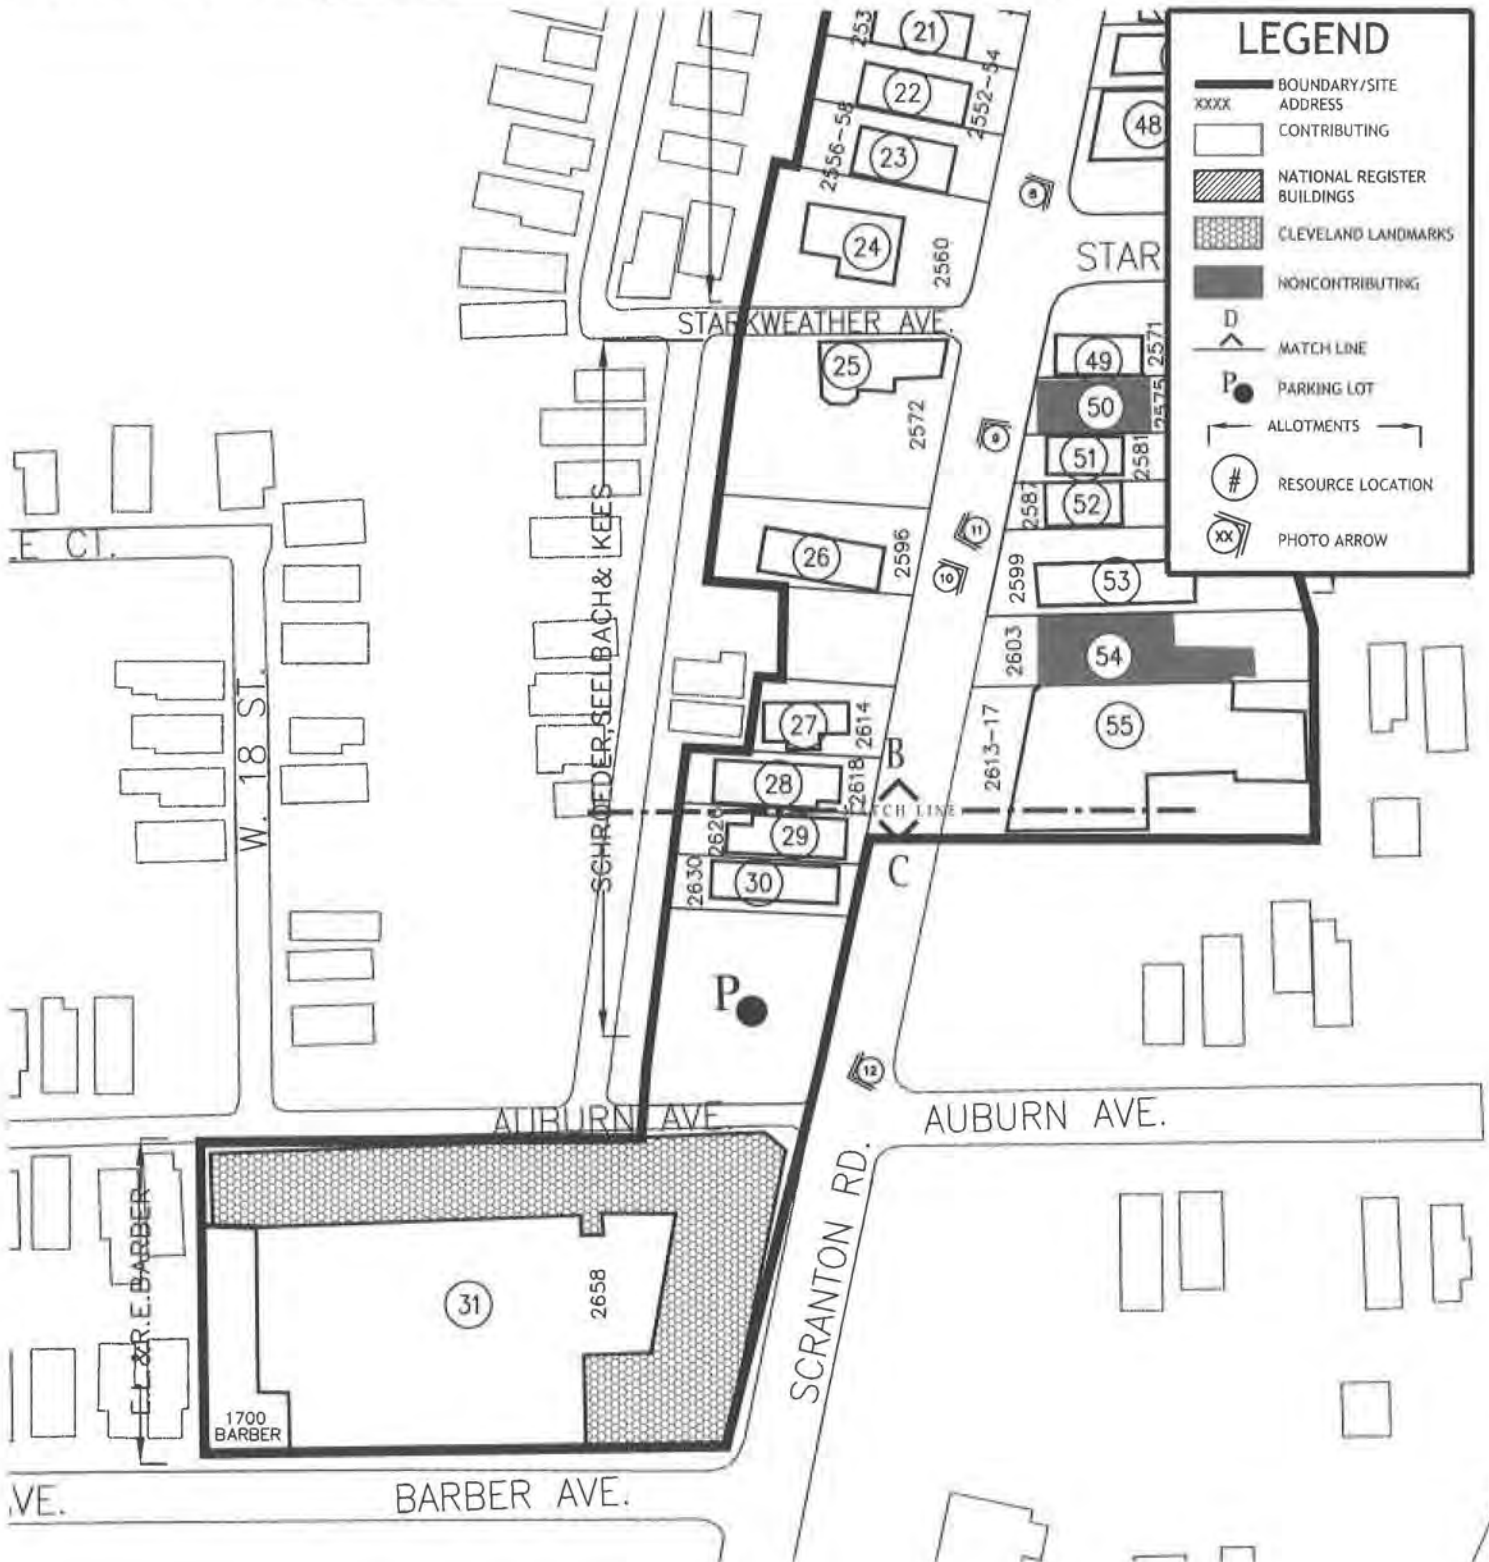 LEGEND
BOUNDARY/SITE
XXXX ADDRESS
CONTRIBUTING
NATIONAL REGISTER
BUILDINGS
CLEVELAND LANDMARKS
NONCONTRIBUTING
D
MATCH LINE
P PARKING LOT
ALLOTMENTS
# RESOURCE LOCATION
XX PHOTO ARROW
253
21
22
2552-54
2556-58
23
24
2560
8
48
STAR
STARKWEATHER AVE.
25
2572
49
2571
50
2575
9
51
2581
52
2587
11
10
26
2596
53
2599
54
2603
55
2613-17
27
2614
28
2618
B
MATCH LINE
C
29
2626
30
2630
P
12
E CT.
W. 18 ST.
SCHROEDER,SEELBACH& KEES
AUBURN AVE.
AUBURN AVE.
SCRANTON RD.
31
2658
1700
BARBER
BARBER AVE.
VE.